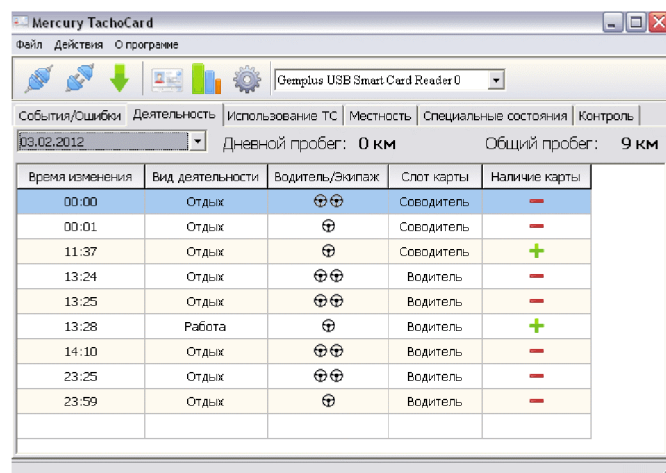 Mercury TachoCard
Файл Действия О программе
Gemplus USB Smart Card Reader 0
События/Ошибки Деятельность Использование ТС Местность Специальные состояния Контроль
03.02.2012 Дневной пробег: 0 км Общий пробег: 9 км
Время изменения Вид деятельности Водитель/Экипаж Слот карты Наличие карты
00:00 Отдых Соводитель
00:01 Отдых Соводитель
11:37 Отдых Соводитель
13:24 Отдых Водитель
13:25 Отдых Водитель
13:28 Работа Водитель
14:10 Отдых Водитель
23:25 Отдых Водитель
23:59 Отдых Водитель